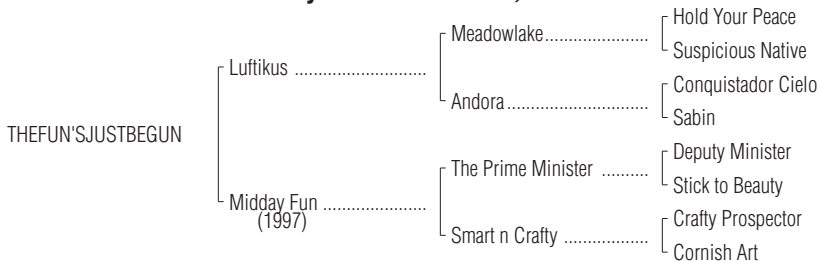 Hold Your Peace
Meadowlake....................
Suspicious Native
Luftikus ...........................
Conquistador Cielo
Andora...........................
Sabin
THEFUN'SJUSTBEGUN
Deputy Minister
The Prime Minister .........
Stick to Beauty
Midday Fun .....................
(1997)
Crafty Prospector
Smart n Crafty ................
Cornish Art